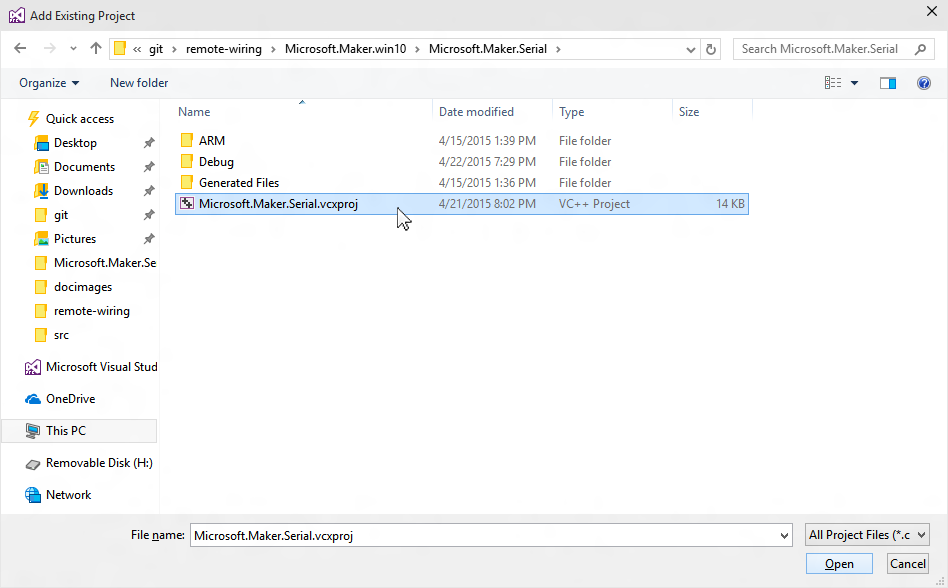 Add Existing Project
« git › remote-wiring › Microsoft.Maker.win10 › Microsoft.Maker.Serial ›
Search Microsoft.Maker.Serial
Organize New folder
Name Date modified Type Size
Quick access
Desktop
Documents
Downloads
git
Pictures
Microsoft.Maker.Se
docimages
remote-wiring
src
Microsoft Visual Stud
OneDrive
This PC
Removable Disk (H:)
Network
ARM 4/15/2015 1:39 PM File folder
Debug 4/22/2015 7:29 PM File folder
Generated Files 4/15/2015 1:36 PM File folder
Microsoft.Maker.Serial.vcxproj 4/21/2015 8:02 PM VC++ Project 14 KB
File name: Microsoft.Maker.Serial.vcxproj
All Project Files (*.c
Open Cancel